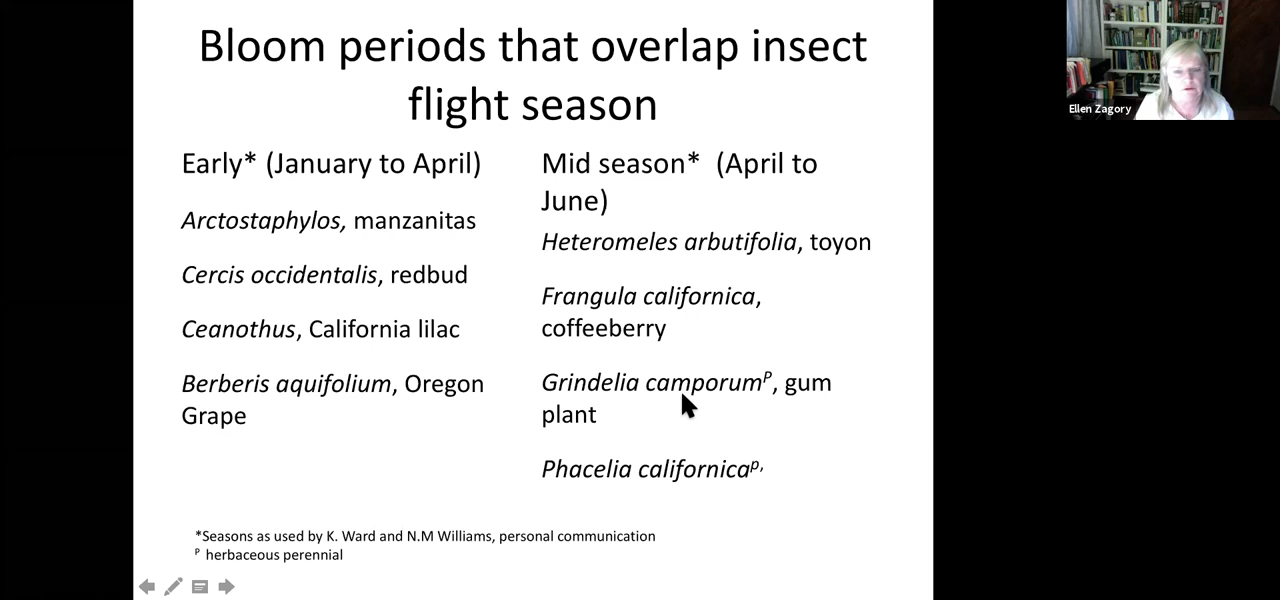 Bloom periods that overlap insect
flight season
Early* (January to April)
Arctostaphylos, manzanitas
Cercis occidentalis, redbud
Ceanothus, California lilac
Berberis aquifolium, Oregon
Grape
Mid season* (April to
June)
Heteromeles arbutifolia, toyon
Frangula californica,
coffeeberry
Grindelia camporumᴾ, gum
plant
Phacelia californicaᵖ,
*Seasons as used by K. Ward and N.M Williams, personal communication
ᴾ herbaceous perennial
Ellen Zagory